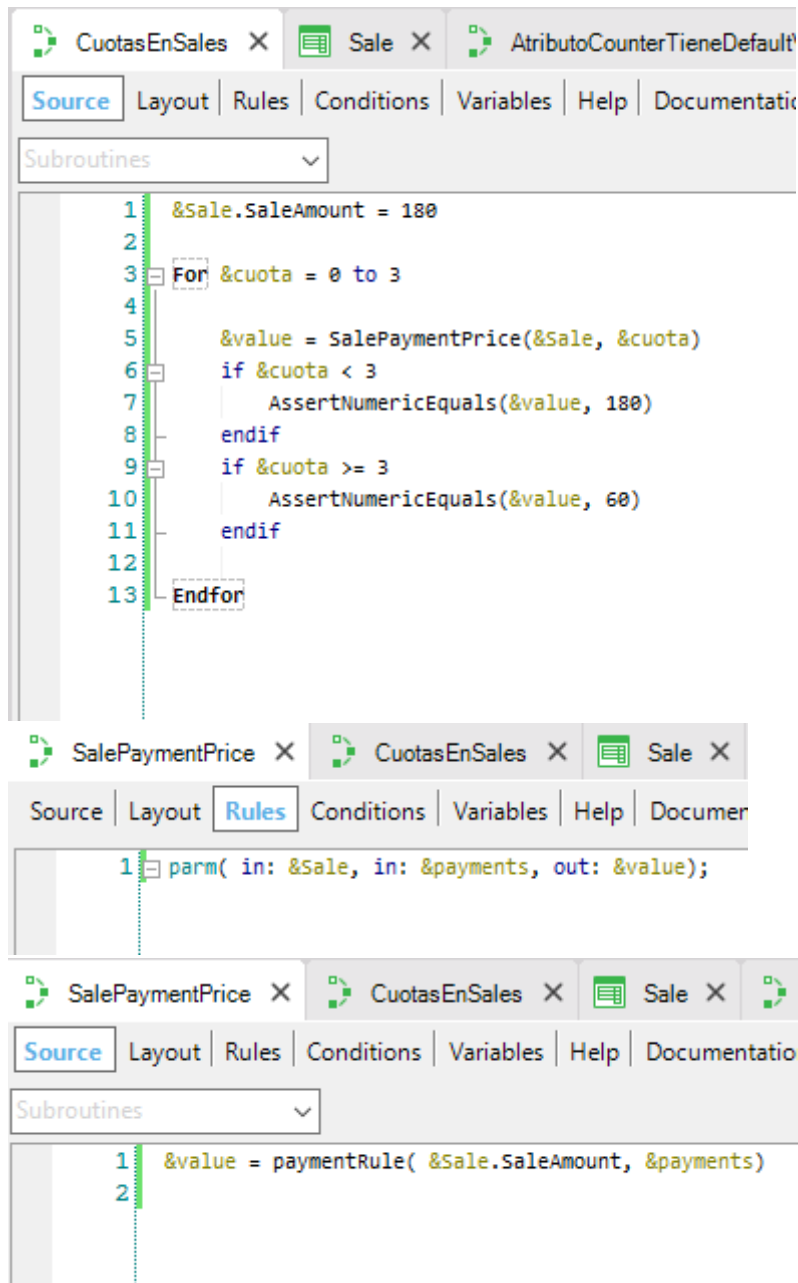 CuotasEnSales Sale AtributoCounterTieneDefault
Source Layout Rules Conditions Variables Help Documentatio
Subroutines
1 &Sale.SaleAmount = 180
2
3 For &cuota = 0 to 3
4
5 &value = SalePaymentPrice(&Sale, &cuota)
6 if &cuota < 3
7 AssertNumericEquals(&value, 180)
8 endif
9 if &cuota >= 3
10 AssertNumericEquals(&value, 60)
11 endif
12
13 Endfor
SalePaymentPrice CuotasEnSales Sale
Source Layout Rules Conditions Variables Help Documen
1 parm( in: &Sale, in: &payments, out: &value);
SalePaymentPrice CuotasEnSales Sale
Source Layout Rules Conditions Variables Help Documentatio
Subroutines
1 &value = paymentRule( &Sale.SaleAmount, &payments)
2